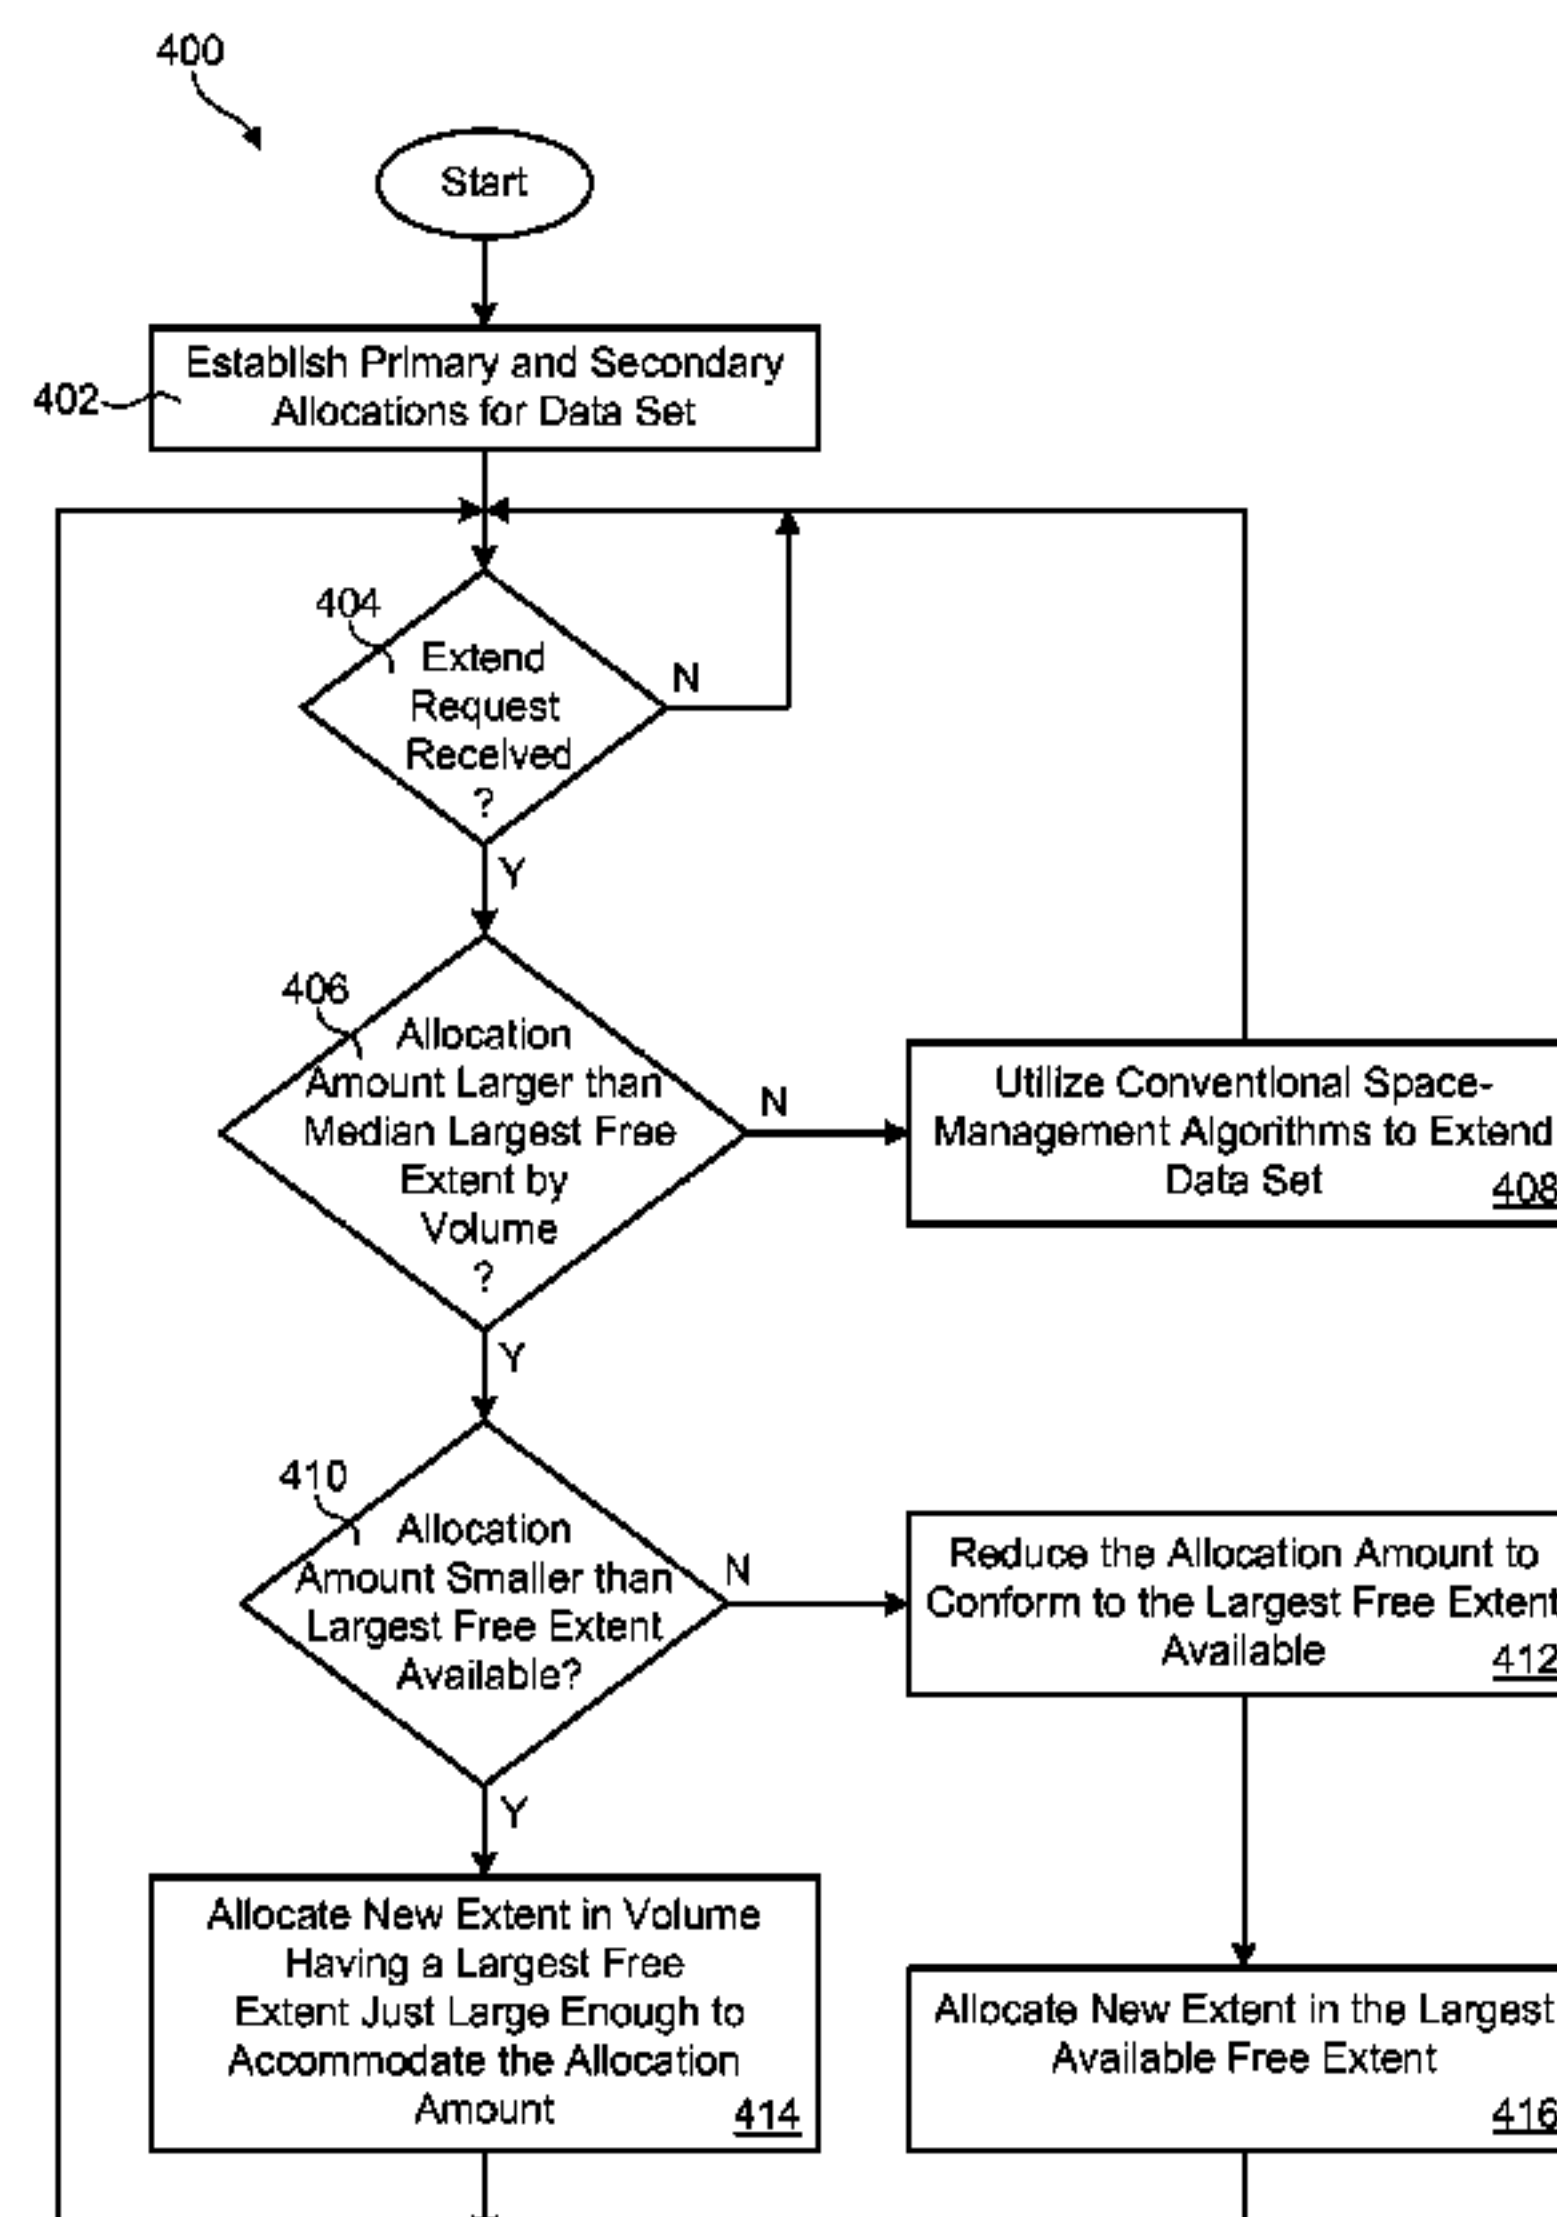 400
Start
402
Establish Primary and Secondary
Allocations for Data Set
404
Extend
Request
Received
?
N
Y
406
Allocation
Amount Larger than
Median Largest Free
Extent by
Volume
?
N
Y
Utilize Conventional Space-
Management Algorithms to Extend
Data Set
408
410
Allocation
Amount Smaller than
Largest Free Extent
Available?
N
Y
Reduce the Allocation Amount to
Conform to the Largest Free Extent
Available
412
Allocate New Extent in Volume
Having a Largest Free
Extent Just Large Enough to
Accommodate the Allocation
Amount
414
Allocate New Extent in the Largest
Available Free Extent
416